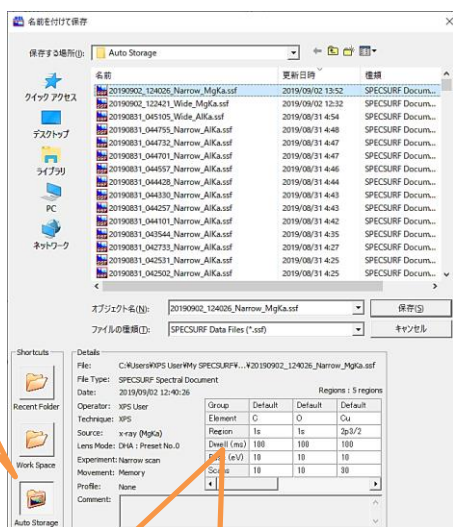 名前を付けて保存
保存する場所(I): Auto Storage
名前 更新日時 種類
20190902_124026_Narrow_MgKa.ssf 2019/09/02 13:52 SPECSURF Docum...
20190902_122421_Wide_MgKa.ssf 2019/09/02 12:32 SPECSURF Docum...
20190831_045105_Wide_AlKa.ssf 2019/08/31 4:54 SPECSURF Docum...
20190831_044755_Narrow_AlKa.ssf 2019/08/31 4:48 SPECSURF Docum...
20190831_044732_Narrow_AlKa.ssf 2019/08/31 4:47 SPECSURF Docum...
20190831_044701_Narrow_AlKa.ssf 2019/08/31 4:47 SPECSURF Docum...
20190831_044557_Narrow_AlKa.ssf 2019/08/31 4:46 SPECSURF Docum...
20190831_044428_Narrow_AlKa.ssf 2019/08/31 4:44 SPECSURF Docum...
20190831_044330_Narrow_AlKa.ssf 2019/08/31 4:43 SPECSURF Docum...
20190831_044257_Narrow_AlKa.ssf 2019/08/31 4:43 SPECSURF Docum...
20190831_044101_Narrow_AlKa.ssf 2019/08/31 4:42 SPECSURF Docum...
20190831_043544_Narrow_AlKa.ssf 2019/08/31 4:35 SPECSURF Docum...
20190831_042733_Narrow_AlKa.ssf 2019/08/31 4:27 SPECSURF Docum...
20190831_042531_Narrow_AlKa.ssf 2019/08/31 4:25 SPECSURF Docum...
20190831_042502_Narrow_AlKa.ssf 2019/08/31 4:25 SPECSURF Docum...
クイック アクセス
デスクトップ
ライブラリ
PC
ネットワーク
オブジェクト名(N): 20190902_124026_Narrow_MgKa.ssf 保存(S)
ファイルの種類(T): SPECSURF Data Files (*.ssf) キャンセル
Shortcuts
Recent Folder
Work Space
Auto Storage
Details
File: C:¥Users¥XPS User¥My SPECSURF¥...¥20190902_124026_Narrow_MgKa.ssf
File Type: SPECSURF Spectral Document
Date: 2019/09/02 12:40:26 Regions : 5 regions
Operator: XPS User
Technique: XPS
Source: x-ray (MgKa)
Lens Mode: DHA : Preset No.0
Experiment: Narrow scan
Movement: Memory
Profile: None
Comment:
Group Default Default Default
Element C O Cu
Region 1s 1s 2p3/2
Dwell (ms) 100 100 100
(eV) 10 10 10
Scans 10 10 30